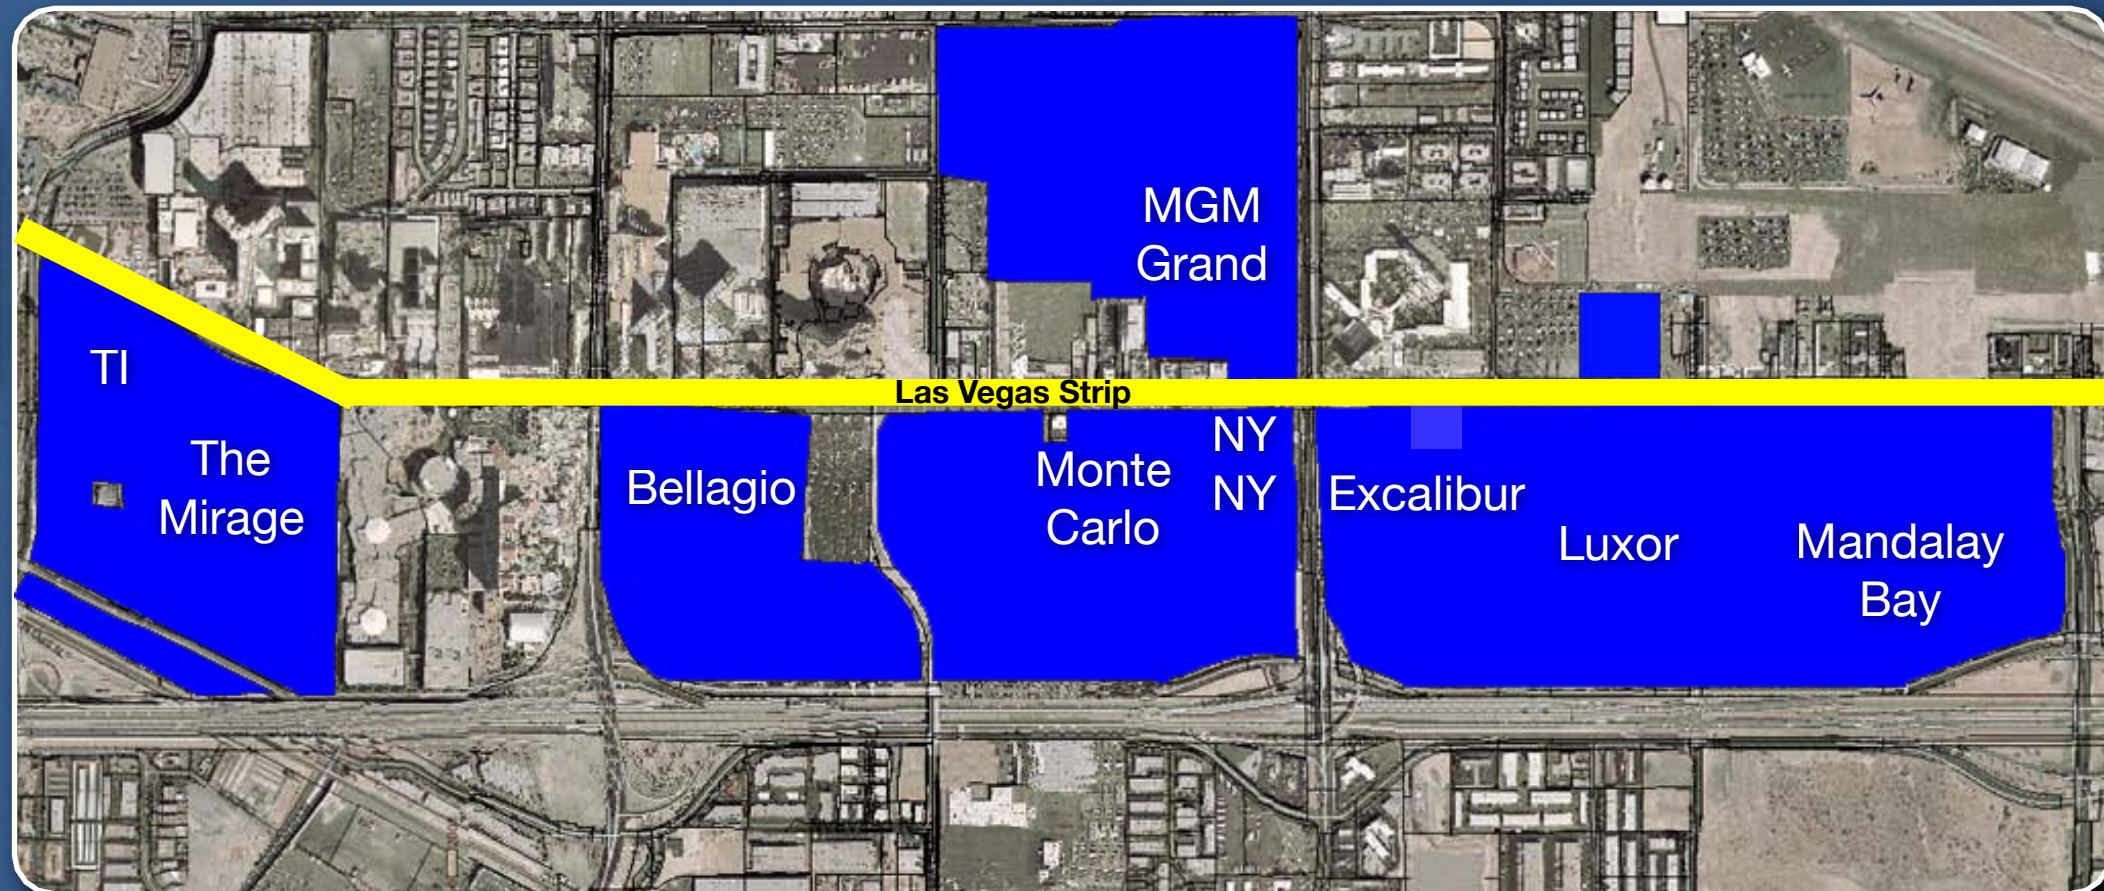 MGM
Grand
TI
Las Vegas Strip
The
Mirage
Bellagio
Monte
Carlo
NY
NY
Excalibur
Luxor
Mandalay
Bay